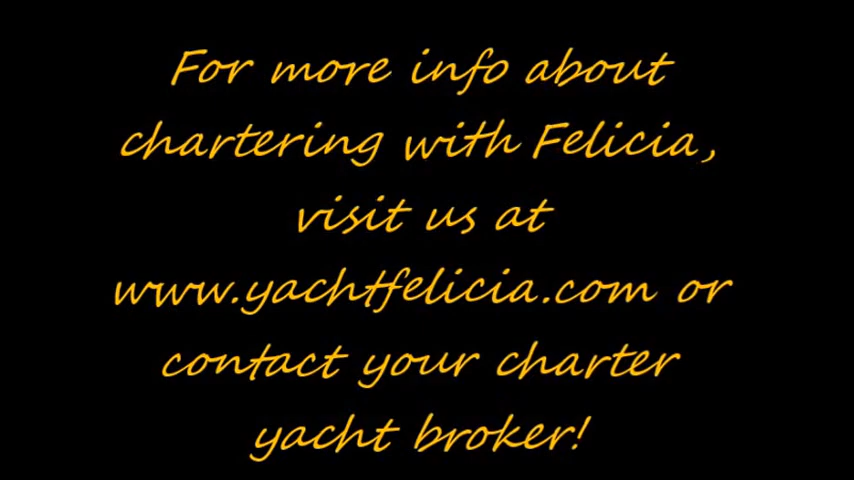 For more info about
chartering with Felicia,
visit us at
www.yachtfelicia.com or
contact your charter
yacht broker!